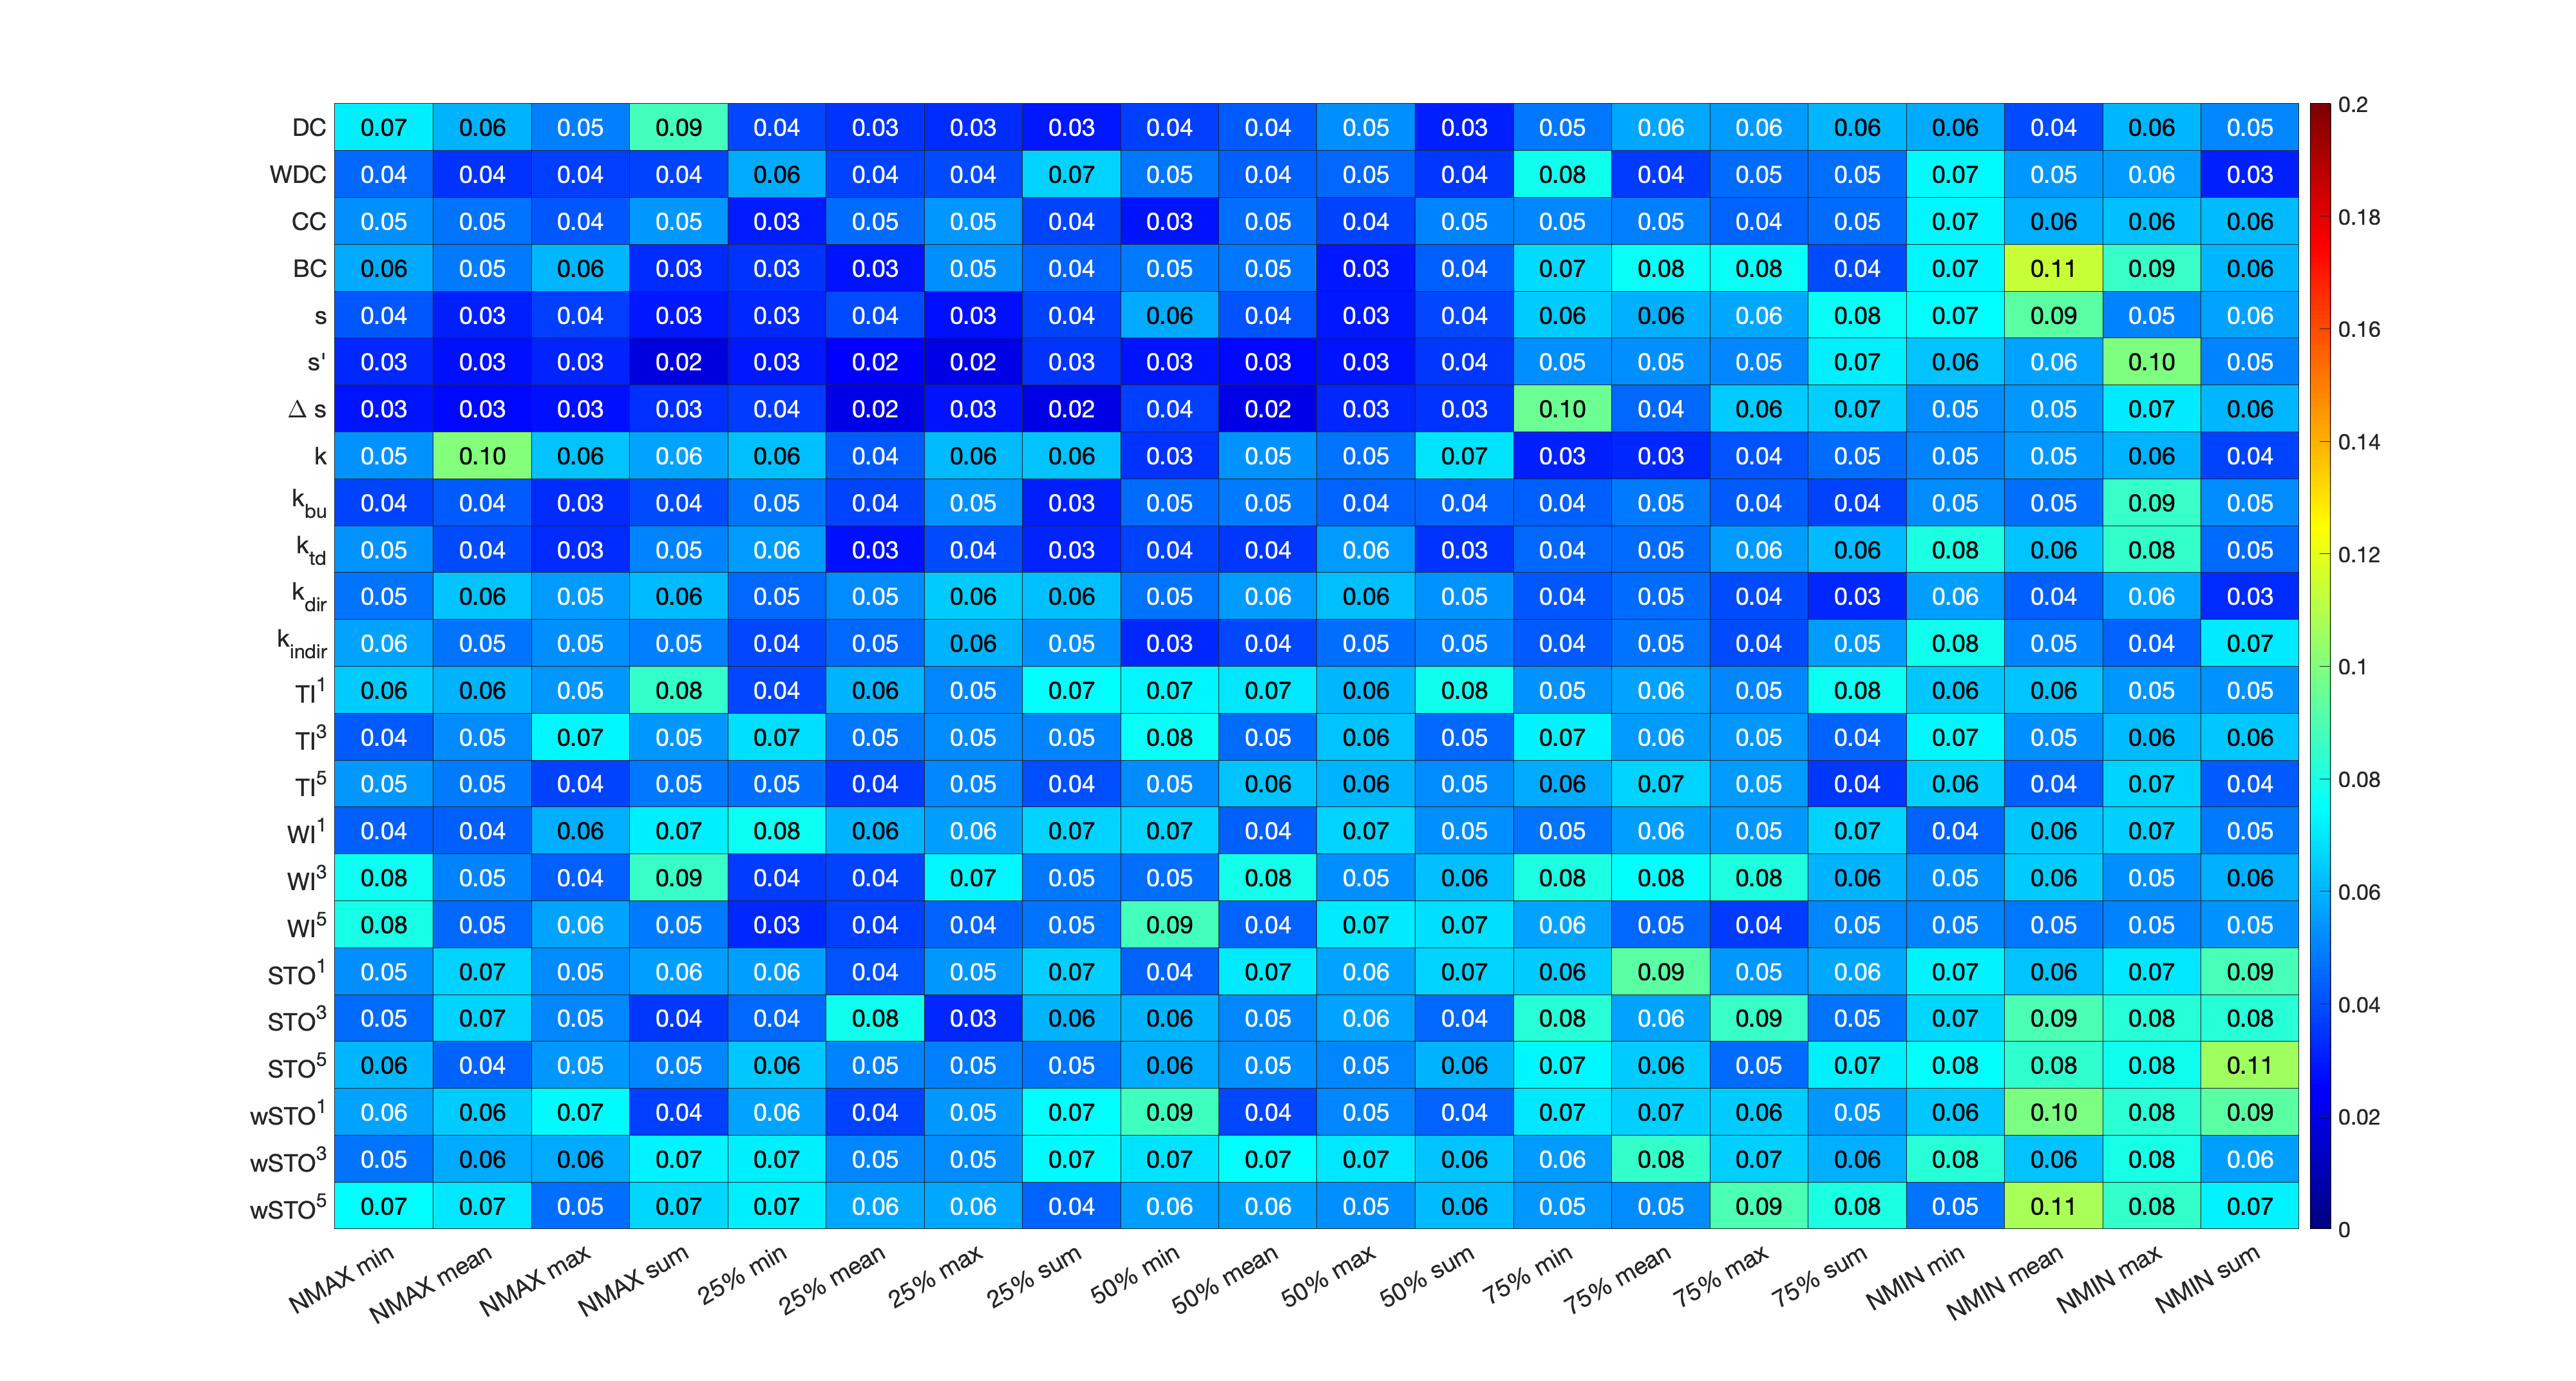 DC 0.07 0.06 0.05 0.09 0.04 0.03 0.03 0.03 0.04 0.04 0.05 0.03 0.05 0.06 0.06 0.06 0.06 0.04 0.06 0.05 0.2
WDC 0.04 0.04 0.04 0.04 0.06 0.04 0.04 0.07 0.05 0.04 0.05 0.04 0.08 0.04 0.05 0.05 0.07 0.05 0.06 0.03
CC 0.05 0.05 0.04 0.05 0.03 0.05 0.05 0.04 0.03 0.05 0.04 0.05 0.05 0.05 0.04 0.05 0.07 0.06 0.06 0.06 0.18
BC 0.06 0.05 0.06 0.03 0.03 0.03 0.05 0.04 0.05 0.05 0.03 0.04 0.07 0.08 0.08 0.04 0.07 0.11 0.09 0.06
s 0.04 0.03 0.04 0.03 0.03 0.04 0.03 0.04 0.06 0.04 0.03 0.04 0.06 0.06 0.06 0.08 0.07 0.09 0.05 0.06 0.16
s' 0.03 0.03 0.03 0.02 0.03 0.02 0.02 0.03 0.03 0.03 0.03 0.04 0.05 0.05 0.05 0.07 0.06 0.06 0.10 0.05
Δ s 0.03 0.03 0.03 0.03 0.04 0.02 0.03 0.02 0.04 0.02 0.03 0.03 0.10 0.04 0.06 0.07 0.05 0.05 0.07 0.06
k 0.05 0.10 0.06 0.06 0.06 0.04 0.06 0.06 0.03 0.05 0.05 0.07 0.03 0.03 0.04 0.05 0.05 0.05 0.06 0.04 0.14
k_bu 0.04 0.04 0.03 0.04 0.05 0.04 0.05 0.03 0.05 0.05 0.04 0.04 0.04 0.05 0.04 0.04 0.05 0.05 0.09 0.05
k_td 0.05 0.04 0.03 0.05 0.06 0.03 0.04 0.03 0.04 0.04 0.06 0.03 0.04 0.05 0.06 0.06 0.08 0.06 0.08 0.05 0.12
k_dir 0.05 0.06 0.05 0.06 0.05 0.05 0.06 0.06 0.05 0.06 0.06 0.05 0.04 0.05 0.04 0.03 0.06 0.04 0.06 0.03
k_indir 0.06 0.05 0.05 0.05 0.04 0.05 0.06 0.05 0.03 0.04 0.05 0.05 0.04 0.05 0.04 0.05 0.08 0.05 0.04 0.07 0.1
TI^1 0.06 0.06 0.05 0.08 0.04 0.06 0.05 0.07 0.07 0.07 0.06 0.08 0.05 0.06 0.05 0.08 0.06 0.06 0.05 0.05
TI^3 0.04 0.05 0.07 0.05 0.07 0.05 0.05 0.05 0.08 0.05 0.06 0.05 0.07 0.06 0.05 0.04 0.07 0.05 0.06 0.06
TI^5 0.05 0.05 0.04 0.05 0.05 0.04 0.05 0.04 0.05 0.06 0.06 0.05 0.06 0.07 0.05 0.04 0.06 0.04 0.07 0.04 0.08
WI^1 0.04 0.04 0.06 0.07 0.08 0.06 0.06 0.07 0.07 0.04 0.07 0.05 0.05 0.06 0.05 0.07 0.04 0.06 0.07 0.05
WI^3 0.08 0.05 0.04 0.09 0.04 0.04 0.07 0.05 0.05 0.08 0.05 0.06 0.08 0.08 0.08 0.06 0.05 0.06 0.05 0.06 0.06
WI^5 0.08 0.05 0.06 0.05 0.03 0.04 0.04 0.05 0.09 0.04 0.07 0.07 0.06 0.05 0.04 0.05 0.05 0.05 0.05 0.05
STO^1 0.05 0.07 0.05 0.06 0.06 0.04 0.05 0.07 0.04 0.07 0.06 0.07 0.06 0.09 0.05 0.06 0.07 0.06 0.07 0.09
STO^3 0.05 0.07 0.05 0.04 0.04 0.08 0.03 0.06 0.06 0.05 0.06 0.04 0.08 0.06 0.09 0.05 0.07 0.09 0.08 0.08 0.04
STO^5 0.06 0.04 0.05 0.05 0.06 0.05 0.05 0.05 0.06 0.05 0.05 0.06 0.07 0.06 0.05 0.07 0.08 0.08 0.08 0.11
wSTO^1 0.06 0.06 0.07 0.04 0.06 0.04 0.05 0.07 0.09 0.04 0.05 0.04 0.07 0.07 0.06 0.05 0.06 0.10 0.08 0.09 0.02
wSTO^3 0.05 0.06 0.06 0.07 0.07 0.05 0.05 0.07 0.07 0.07 0.07 0.06 0.06 0.08 0.07 0.06 0.08 0.06 0.08 0.06
wSTO^5 0.07 0.07 0.05 0.07 0.07 0.06 0.06 0.04 0.06 0.06 0.05 0.06 0.05 0.05 0.09 0.08 0.05 0.11 0.08 0.07 0
NMAX min NMAX mean NMAX max NMAX sum 25% min 25% mean 25% max 25% sum 50% min 50% mean 50% max 50% sum 75% min 75% mean 75% max 75% sum NMIN min NMIN mean NMIN max NMIN sum